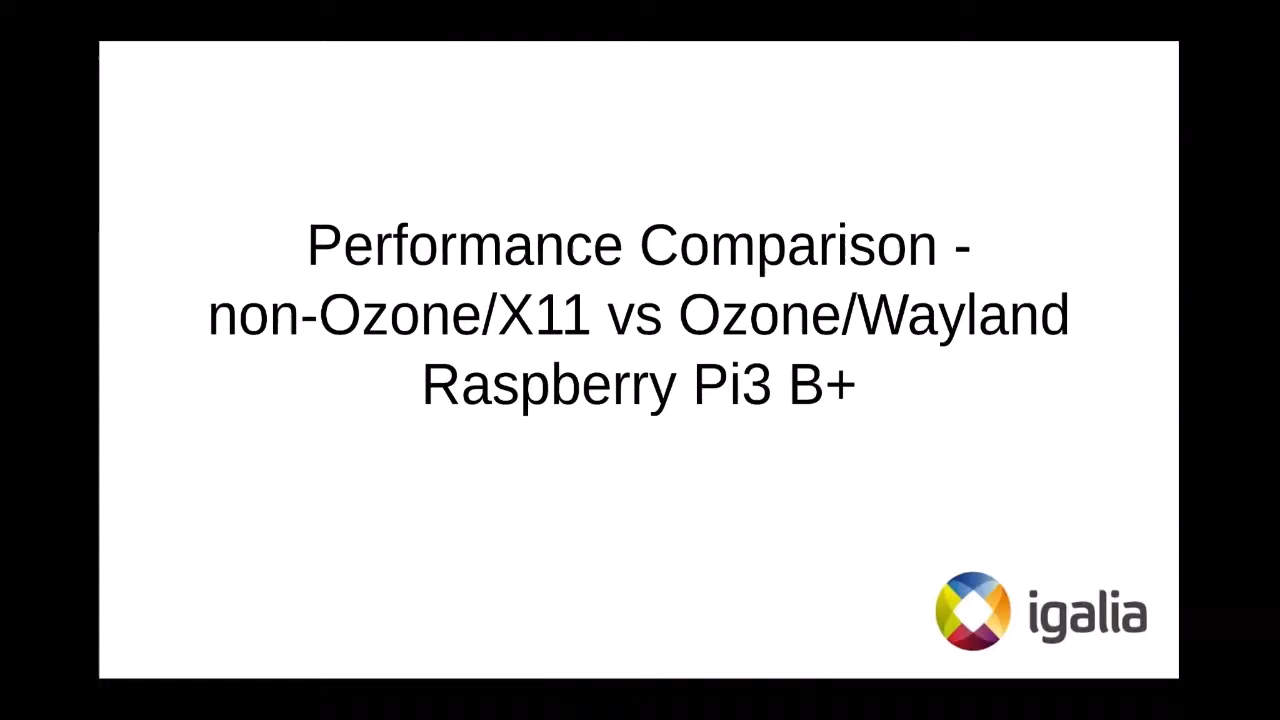 Performance Comparison -
non-Ozone/X11 vs Ozone/Wayland
Raspberry Pi3 B+
igalia